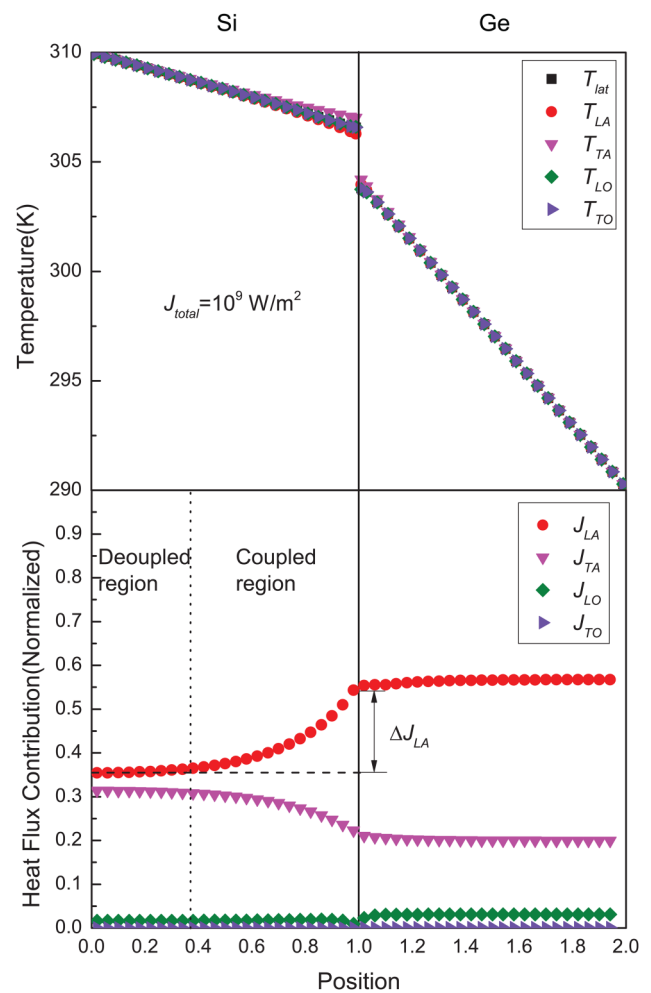 Si Ge
310
305
300
295
290
Temperature(K)
T_lat
T_LA
T_TA
T_LO
T_TO
J_total=10^9 W/m^2
0.9
0.8
0.7
0.6
0.5
0.4
0.3
0.2
0.1
0.0
Heat Flux Contribution(Normalized)
Deoupled
region
Coupled
region
J_LA
J_TA
J_LO
J_TO
ΔJ_LA
0.0 0.2 0.4 0.6 0.8 1.0 1.2 1.4 1.6 1.8 2.0
Position